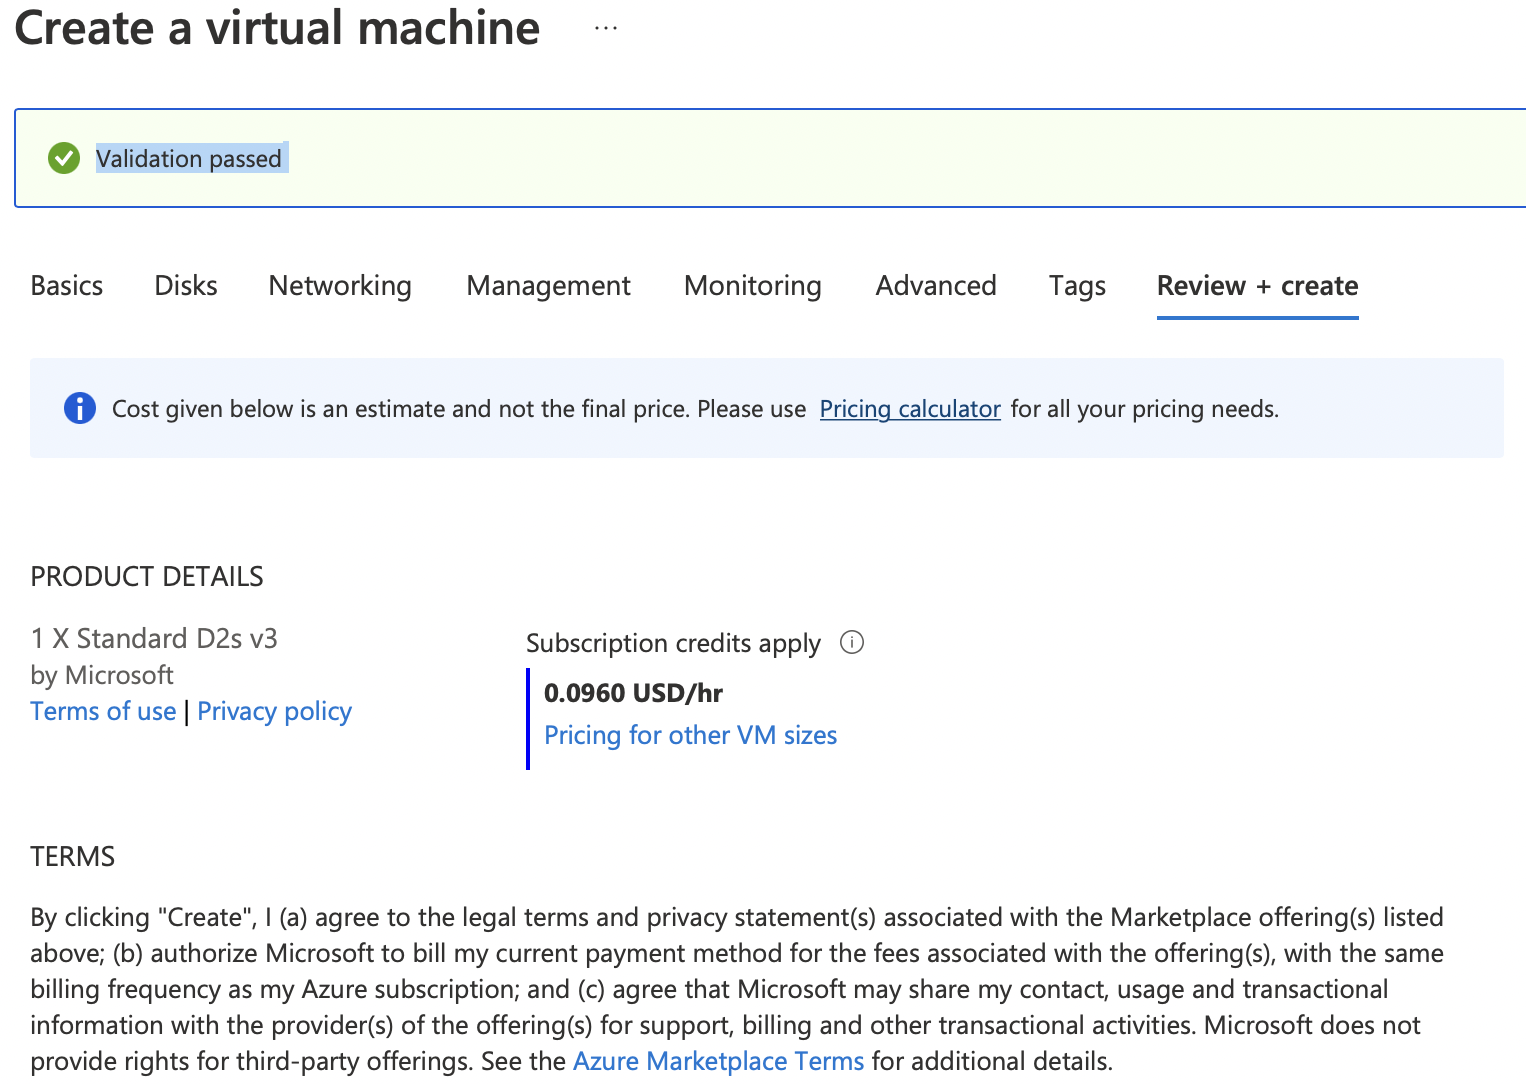 Create a virtual machine ...
Validation passed
Basics Disks Networking Management Monitoring Advanced Tags Review + create
Cost given below is an estimate and not the final price. Please use Pricing calculator for all your pricing needs.
PRODUCT DETAILS
1 X Standard D2s v3
by Microsoft
Terms of use | Privacy policy
Subscription credits apply
0.0960 USD/hr
Pricing for other VM sizes
TERMS
By clicking "Create", I (a) agree to the legal terms and privacy statement(s) associated with the Marketplace offering(s) listed
above; (b) authorize Microsoft to bill my current payment method for the fees associated with the offering(s), with the same
billing frequency as my Azure subscription; and (c) agree that Microsoft may share my contact, usage and transactional
information with the provider(s) of the offering(s) for support, billing and other transactional activities. Microsoft does not
provide rights for third-party offerings. See the Azure Marketplace Terms for additional details.